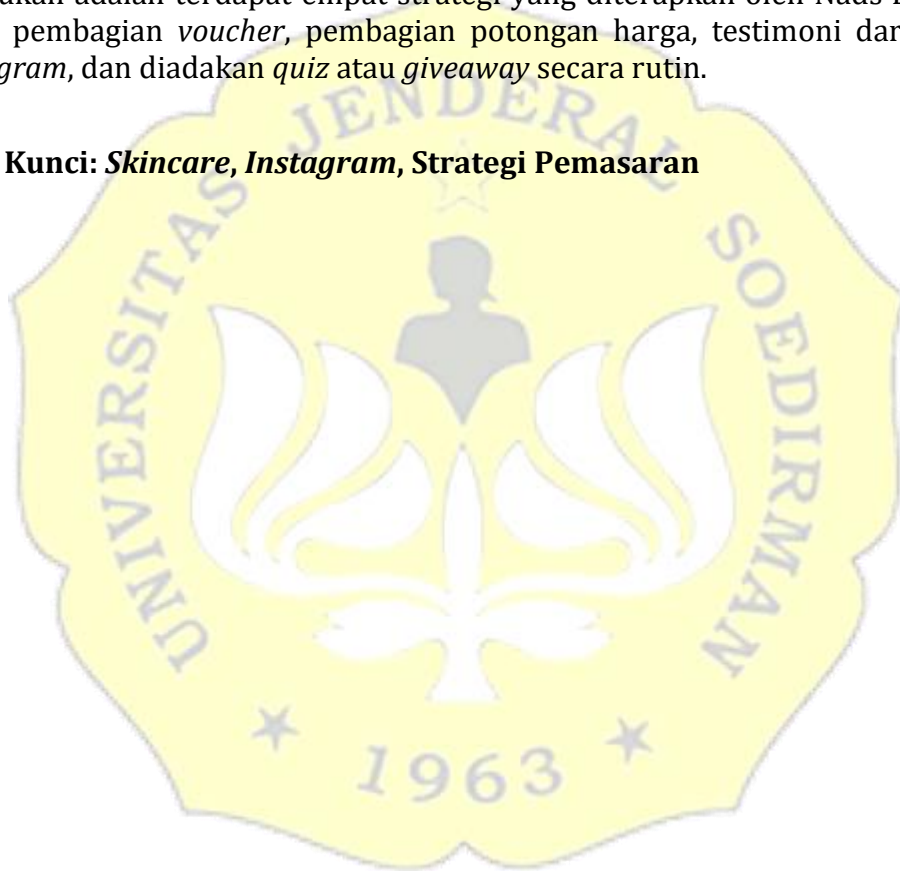 pembagian voucher, pembagian potongan harga, testimoni dar
gram, dan diadakan quiz atau giveaway secara rutin.
Kunci: Skincare, Instagram, Strategi Pemasaran
UNIVERSITAS JENDERAL SOEDIRMAN
1963